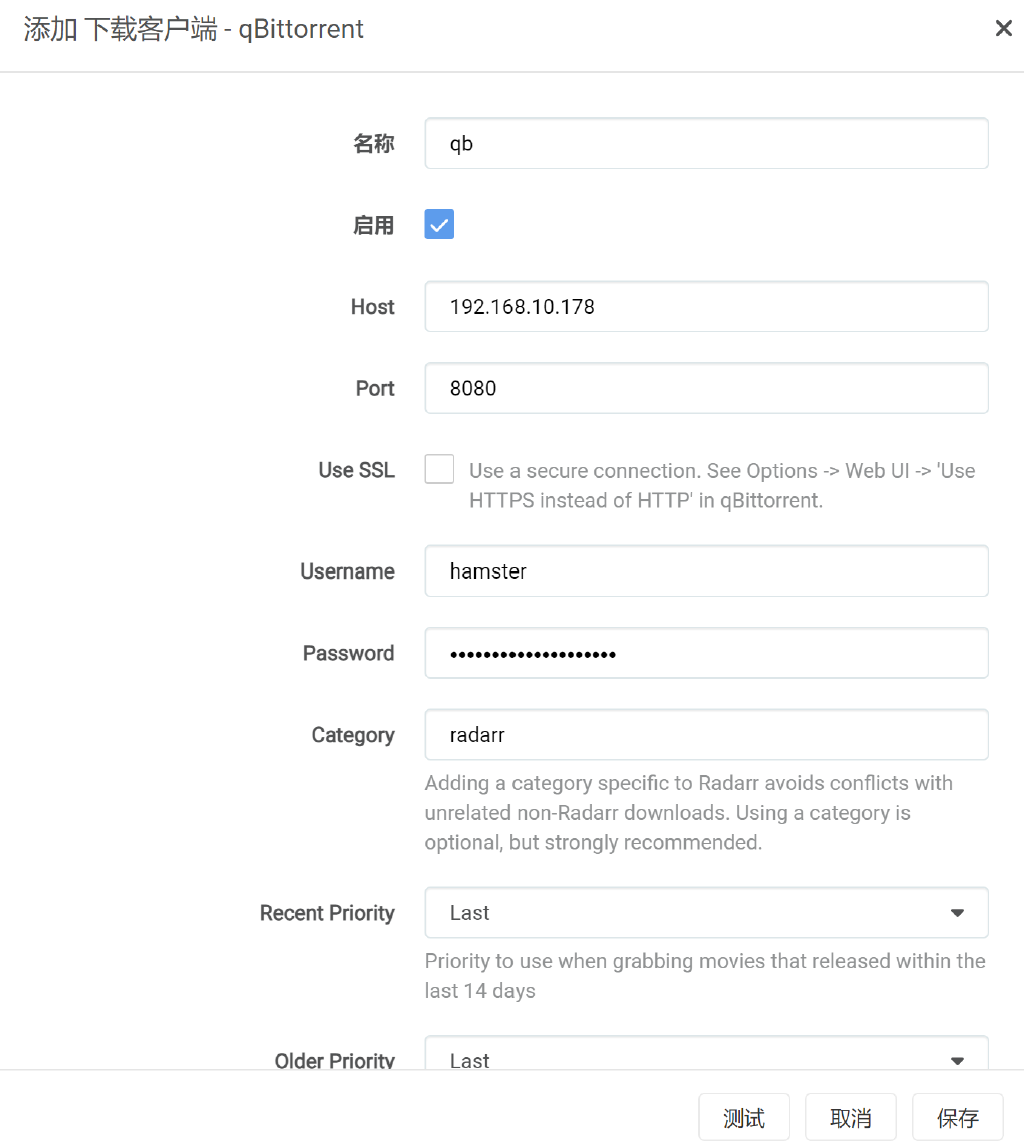 添加 下载客户端 - qBittorrent
名称
qb
启用
Host
192.168.10.178
Port
8080
Use SSL
Use a secure connection. See Options -> Web UI -> 'Use
HTTPS instead of HTTP' in qBittorrent.
Username
hamster
Password
••••••••••••••••••••
Category
radarr
Adding a category specific to Radarr avoids conflicts with
unrelated non-Radarr downloads. Using a category is
optional, but strongly recommended.
Recent Priority
Last
Priority to use when grabbing movies that released within the
last 14 days
Older Priority
Last
测试
取消
保存